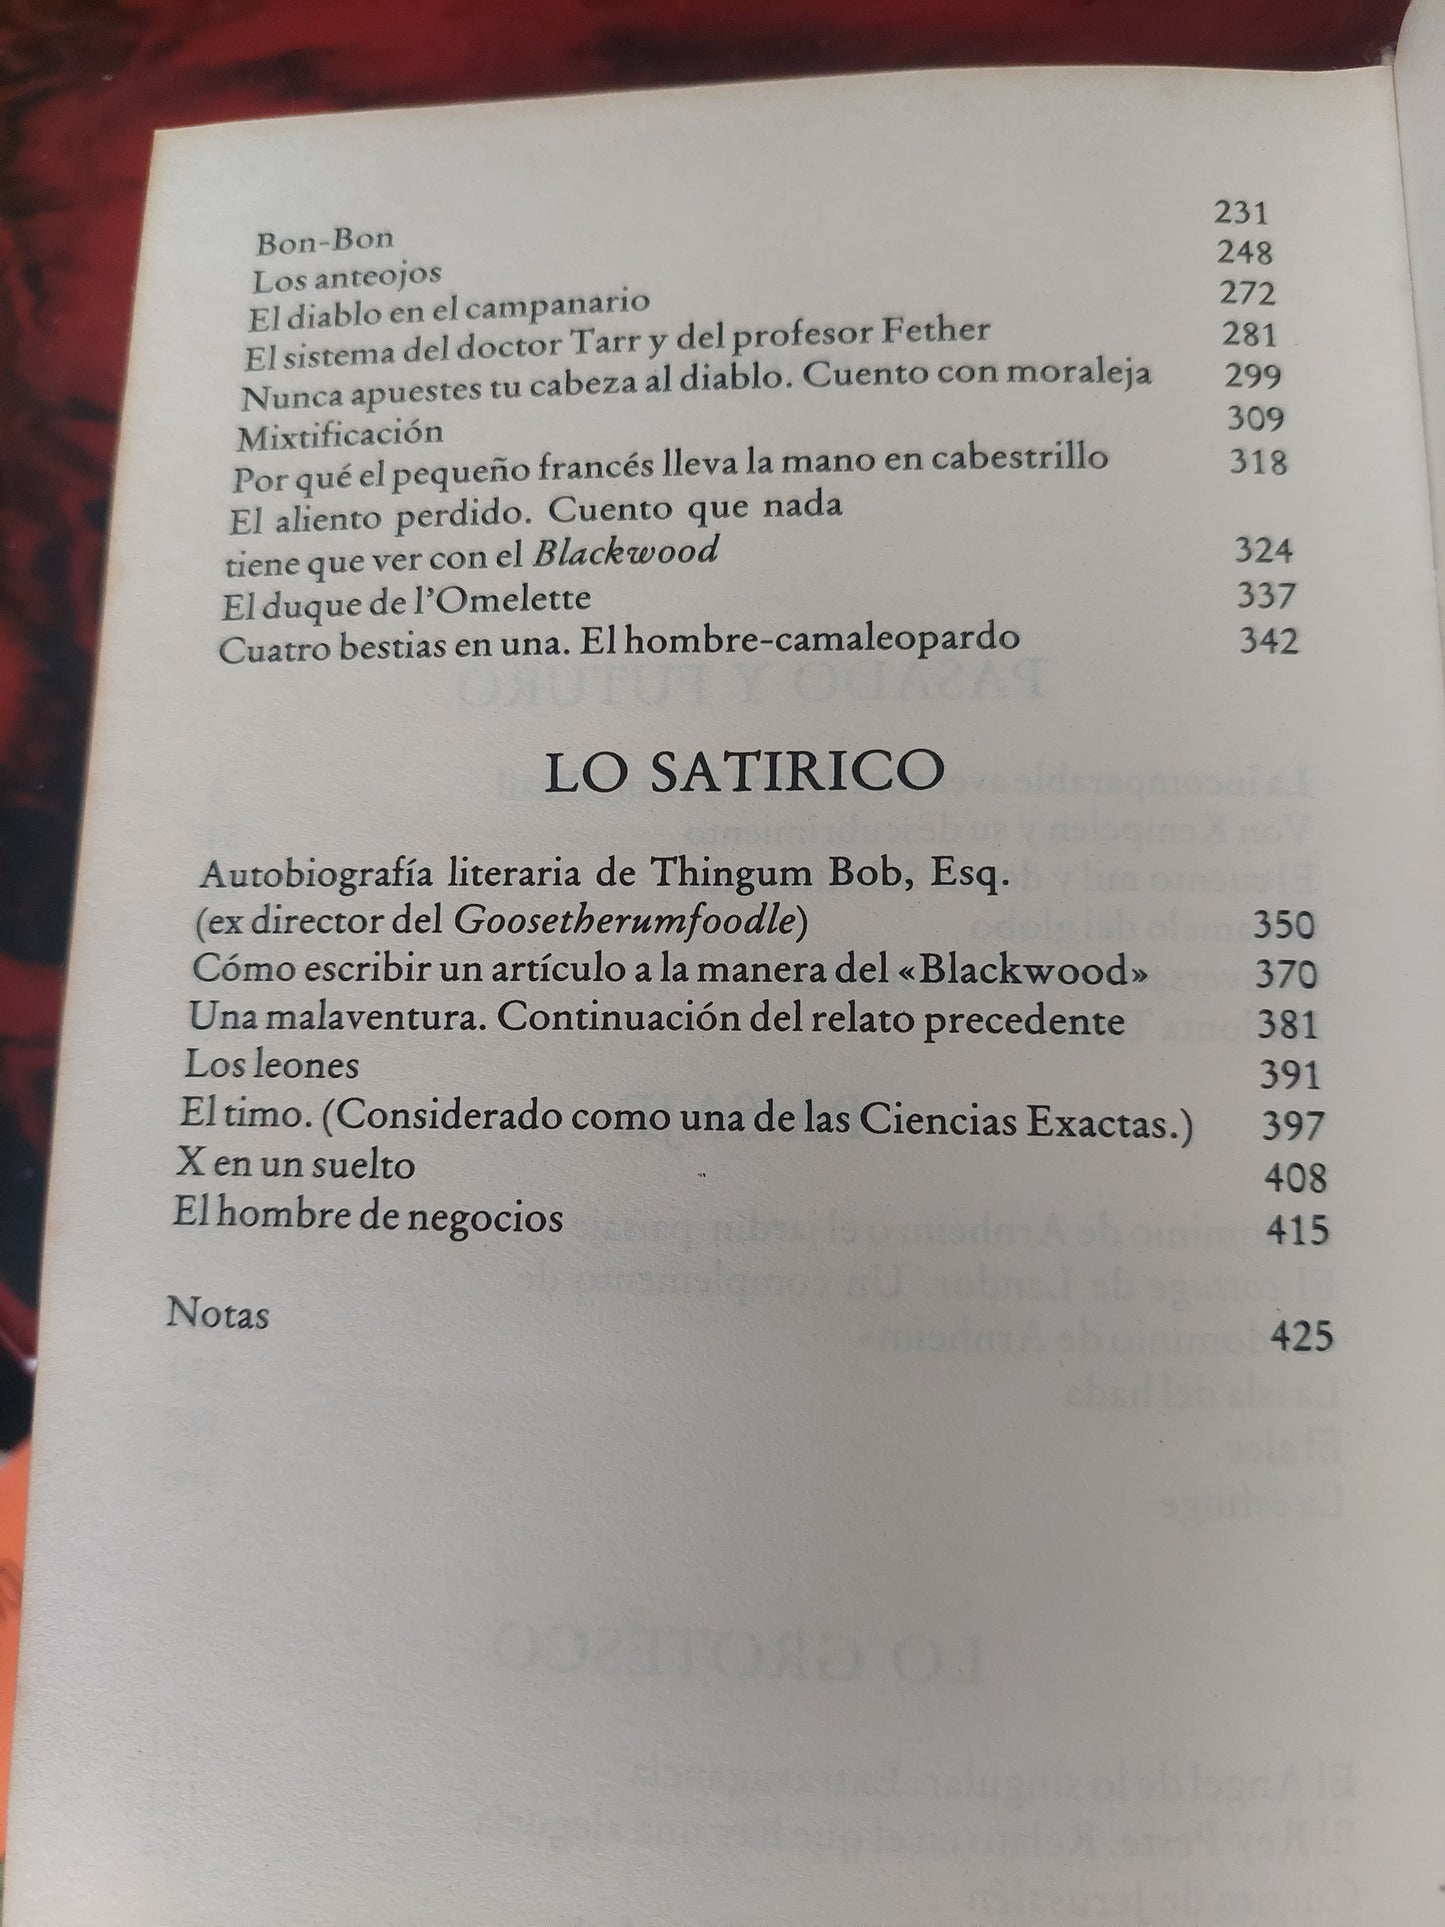 Bon-Bon 231
Los anteojos 248
El diablo en el campanario 272
El sistema del doctor Tarr y del profesor Fether 281
Nunca apuestes tu cabeza al diablo. Cuento con moraleja 299
Mixtificación 309
Por qué el pequeño francés lleva la mano en cabestrillo 318
El aliento perdido. Cuento que nada
tiene que ver con el Blackwood 324
El duque de l’Omelette 337
Cuatro bestias en una. El hombre-camaleopardo 342
LO SATIRICO
Autobiografía literaria de Thingum Bob, Esq.
(ex director del Goosetherumfoodle) 350
Cómo escribir un artículo a la manera del «Blackwood» 370
Una malaventura. Continuación del relato precedente 381
Los leones 391
El timo. (Considerado como una de las Ciencias Exactas.) 397
X en un suelto 408
El hombre de negocios 415
Notas 425